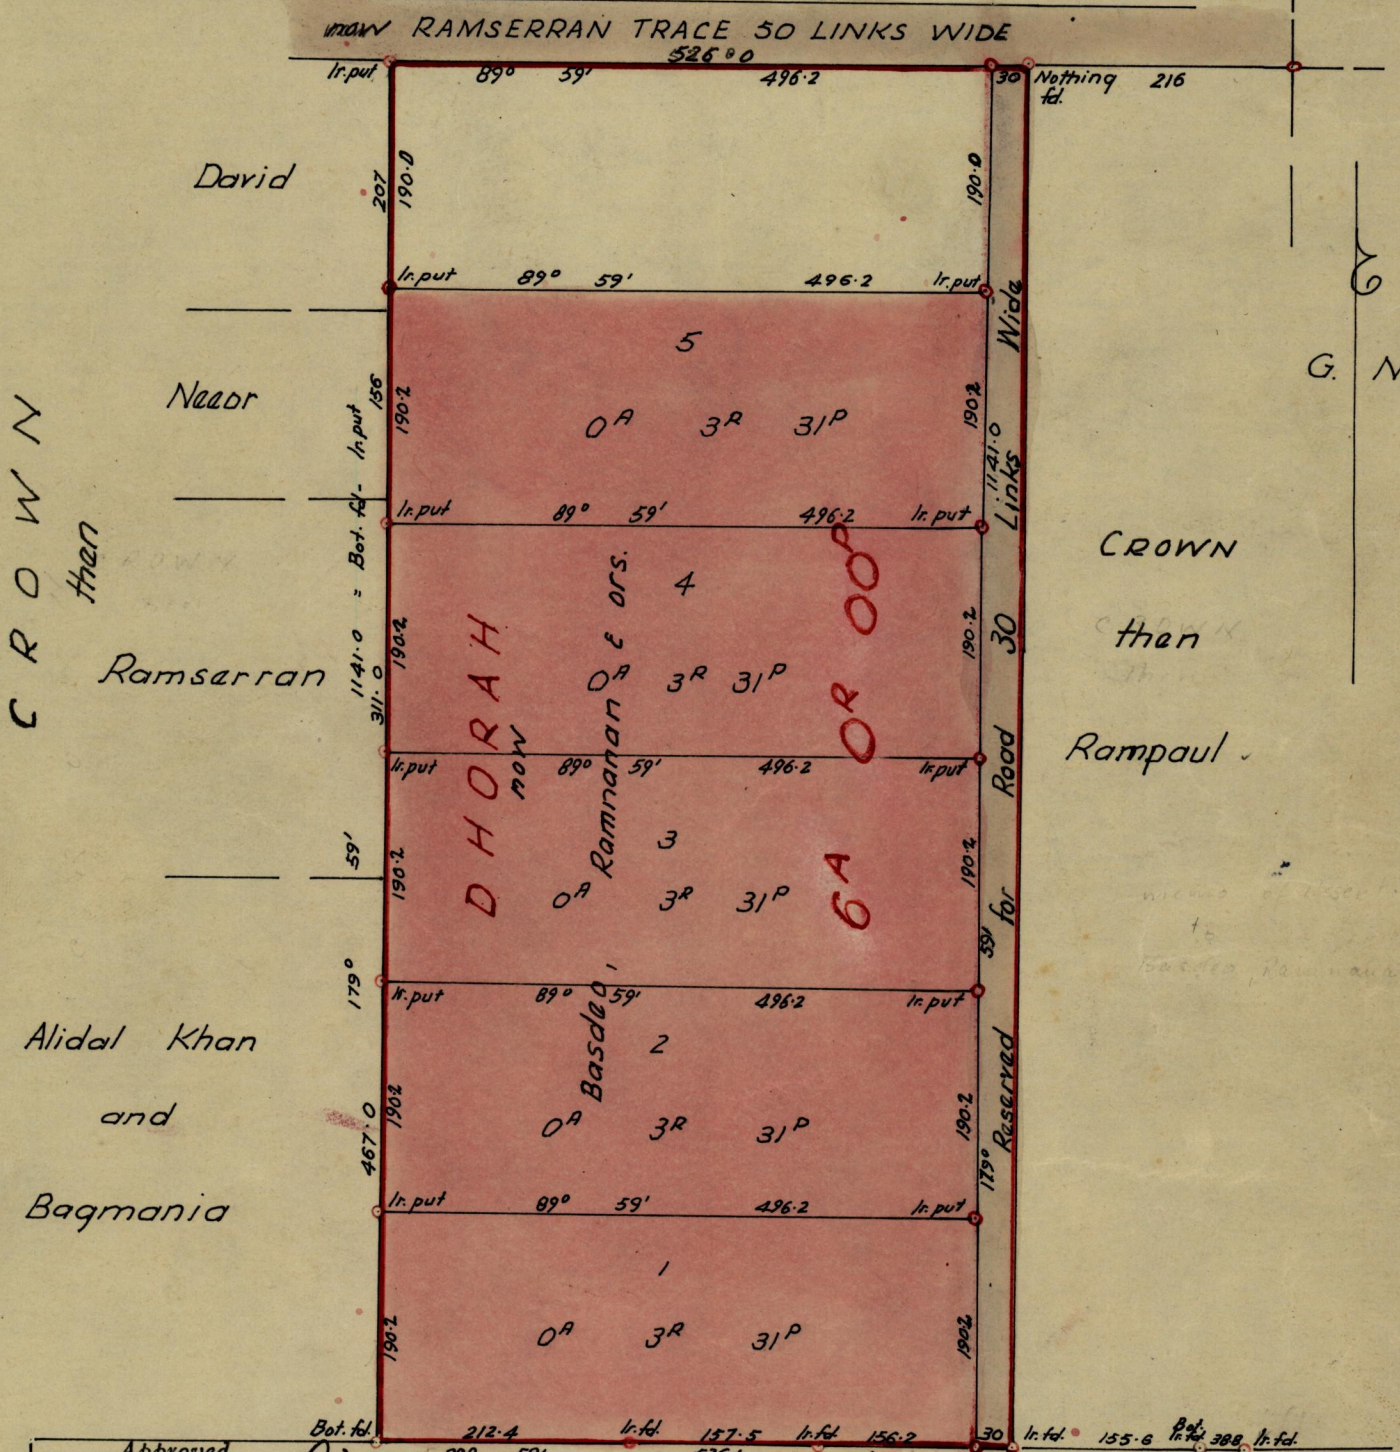 now RAMSERRAN TRACE 50 LINKS WIDE
526·0
Ir.put 89° 59' 496.2 30 Nothing fd. 216
David
207
190.0
190.0
Ir.put 89° 59' 496.2 Ir.put
5
Neeor
156
190.2
0A 3R 31P
190.2
G. N
Ir.put 89° 59' 496.2 Ir.put
CROWN
then
1141.0 = Bot. fd - Ir.put
4
Ramserran
311.0
190.2
0A 3R 31P
190.2
Ir.put 89° 59' 496.2 Ir.put
DHORAH
now
Basdeo, Ramnanan & ors.
6A 0R 00P
3
190.2
0A 3R 31P
190.2
179° 59'
Ir.put 89° 59' 496.2 Ir.put
Reserved for Road 30 Links Wide
179° 59' 1141.0
CROWN
then
Rampaul
Alidal Khan
and
Bagmania
467.0
2
190.2
0A 3R 31P
190.2
Ir.put 89° 59' 496.2 Ir.put
1
190.2
0A 3R 31P
190.2
Bot. fd. 212.4 Ir.fd. 157.5 Ir.fd. 156.2 30 Ir.fd. 155.6 Bot. Ir.fd. 388 Ir.fd.
Approved